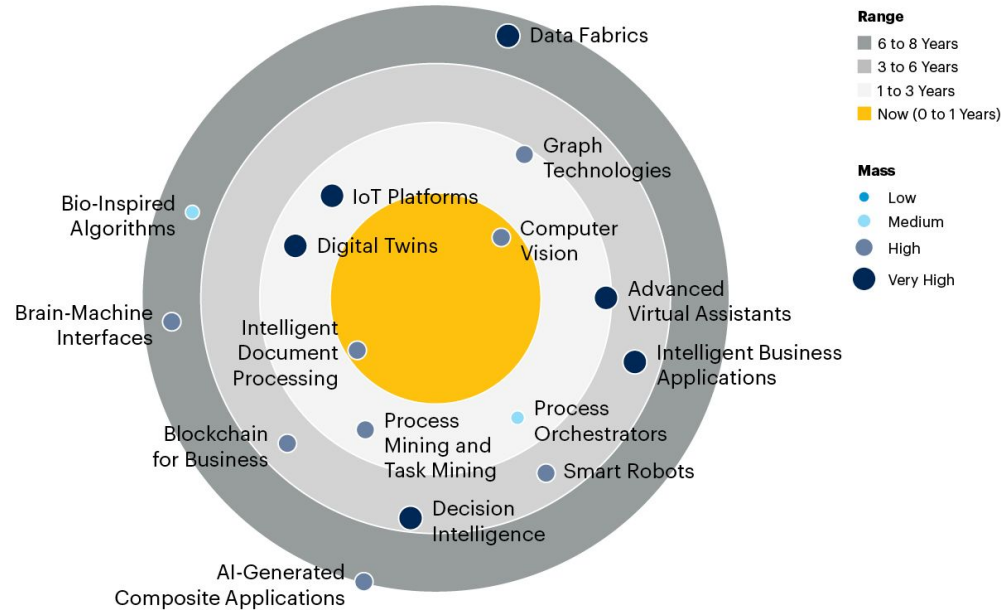 Data Fabrics
Graph
Technologies
IoT Platforms
Bio-Inspired
Algorithms
Computer
Vision
Digital Twins
Advanced
Virtual Assistants
Brain-Machine
Interfaces
Intelligent
Document
Processing
Intelligent Business
Applications
Process
Orchestrators
Process
Mining and
Task Mining
Blockchain
for Business
Smart Robots
Decision
Intelligence
AI-Generated
Composite Applications
Range
6 to 8 Years
3 to 6 Years
1 to 3 Years
Now (0 to 1 Years)
Mass
Low
Medium
High
Very High